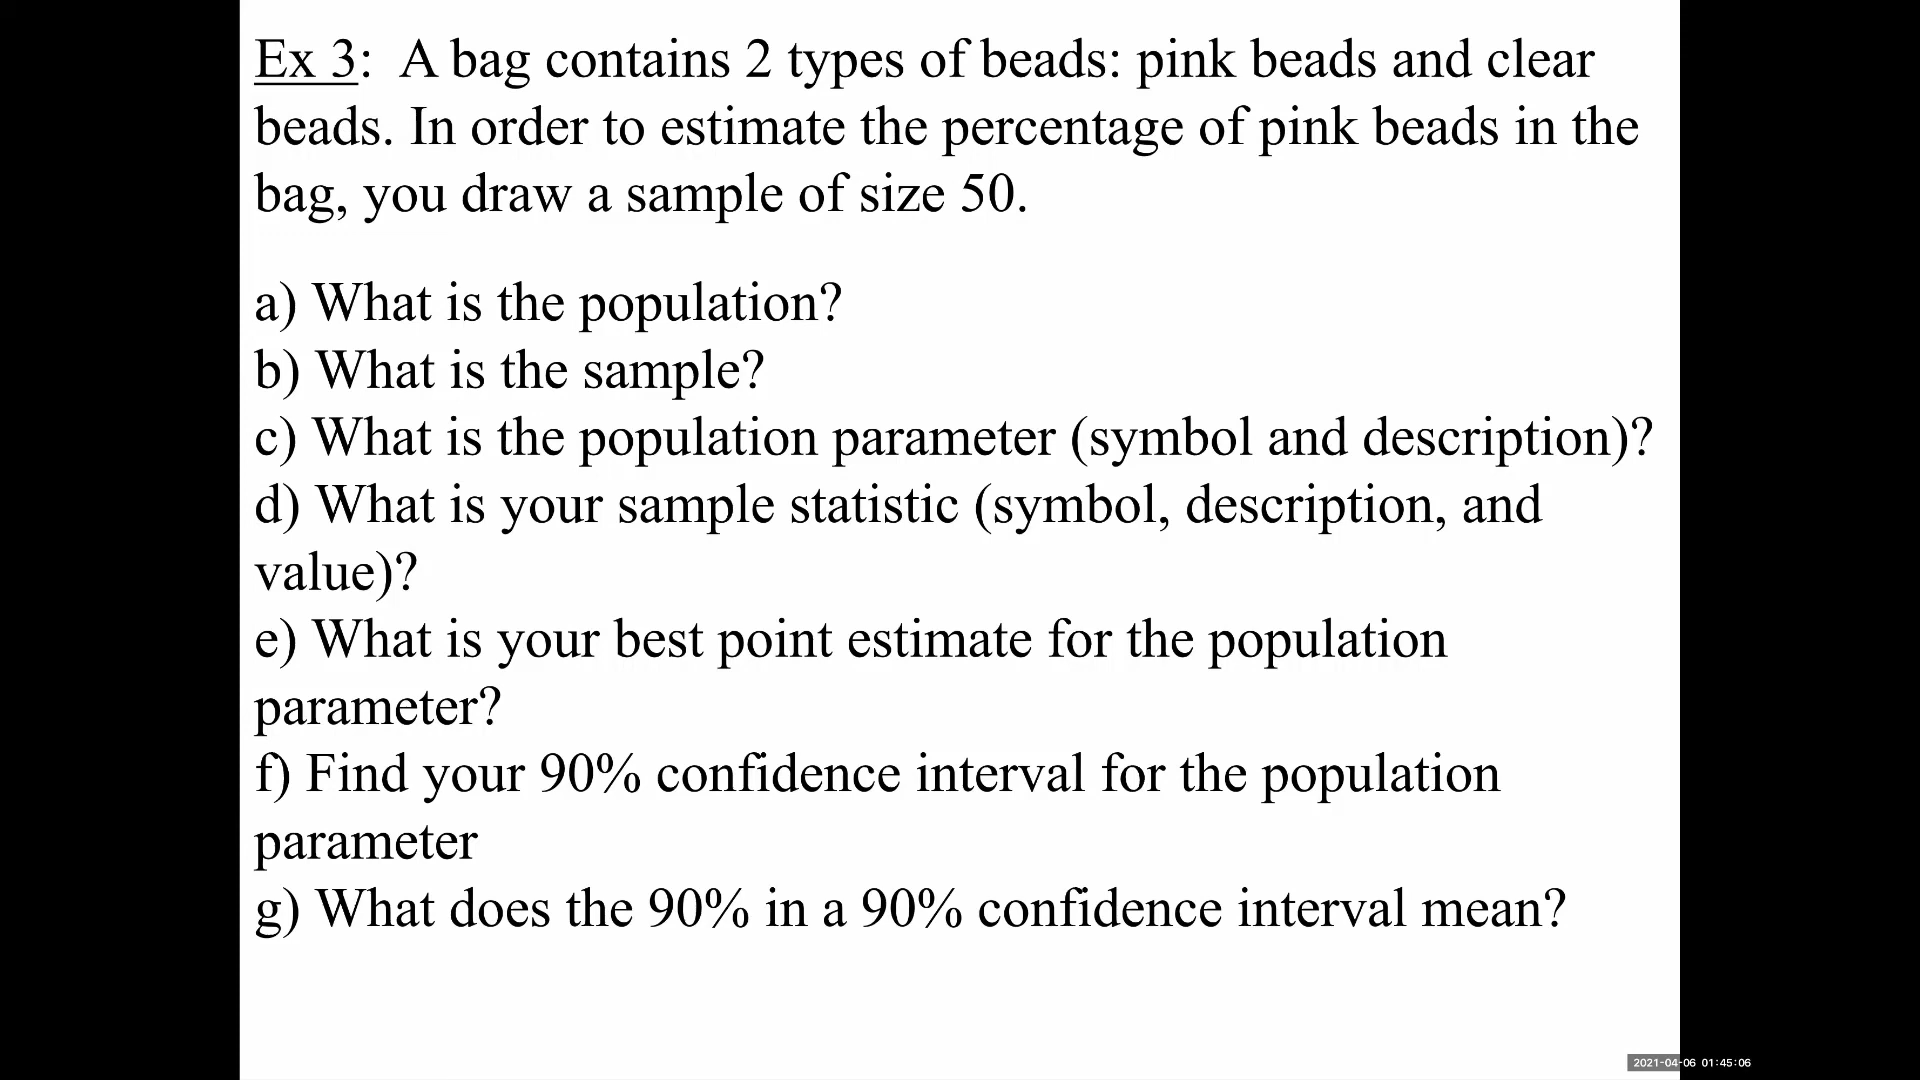 Ex 3:  A bag contains 2 types of beads: pink beads and clear
beads. In order to estimate the percentage of pink beads in the
bag, you draw a sample of size 50.
a) What is the population?
b) What is the sample?
c) What is the population parameter (symbol and description)?
d) What is your sample statistic (symbol, description, and
value)?
e) What is your best point estimate for the population
parameter?
f) Find your 90% confidence interval for the population
parameter
g) What does the 90% in a 90% confidence interval mean?
2021-04-06 01:45:06